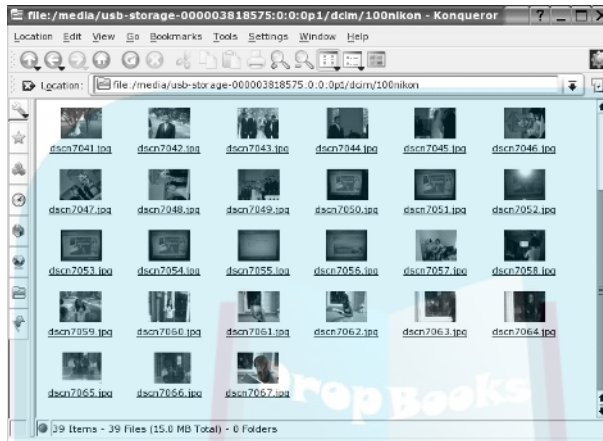 file:/media/usb-storage-000003818575:0:0:0p1/dcim/100nikon - Konqueror
Location Edit View Go Bookmarks Tools Settings Window Help
Location: file:/media/usb-storage-000003818575:0:0:0p1/dcim/100nikon
dscn7041.jpg dscn7042.jpg dscn7043.jpg dscn7044.jpg dscn7045.jpg dscn7046.jpg
dscn7047.jpg dscn7048.jpg dscn7049.jpg dscn7050.jpg dscn7051.jpg dscn7052.jpg
dscn7053.jpg dscn7054.jpg dscn7055.jpg dscn7056.jpg dscn7057.jpg dscn7058.jpg
dscn7059.jpg dscn7060.jpg dscn7061.jpg dscn7062.jpg dscn7063.jpg dscn7064.jpg
DropBooks
dscn7065.jpg dscn7066.jpg dscn7067.jpg
39 Items - 39 Files (15.0 MB Total) - 0 Folders